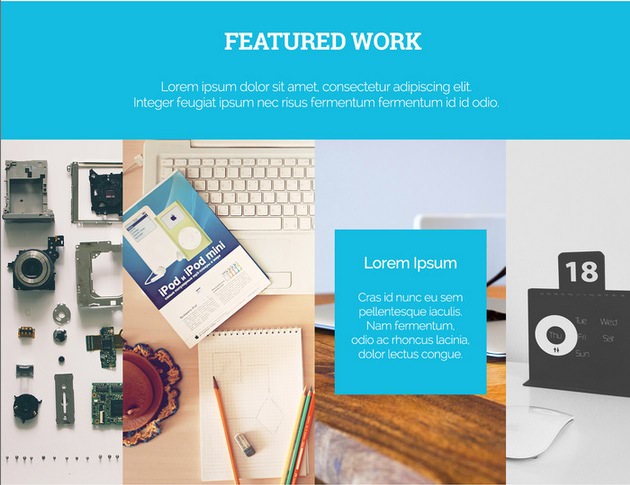 FEATURED WORK
Lorem ipsum dolor sit amet, consectetur adipiscing elit.
Integer feugiat ipsum nec risus fermentum fermentum id id odio.
iPod и iPod mini
Lorem Ipsum
Cras id nunc eu sem
pellentesque iaculis.
Nam fermentum,
odio ac rhoncus lacinia,
dolor lectus congue.
18
Tue Wed
Thu Fri Sat
Sun